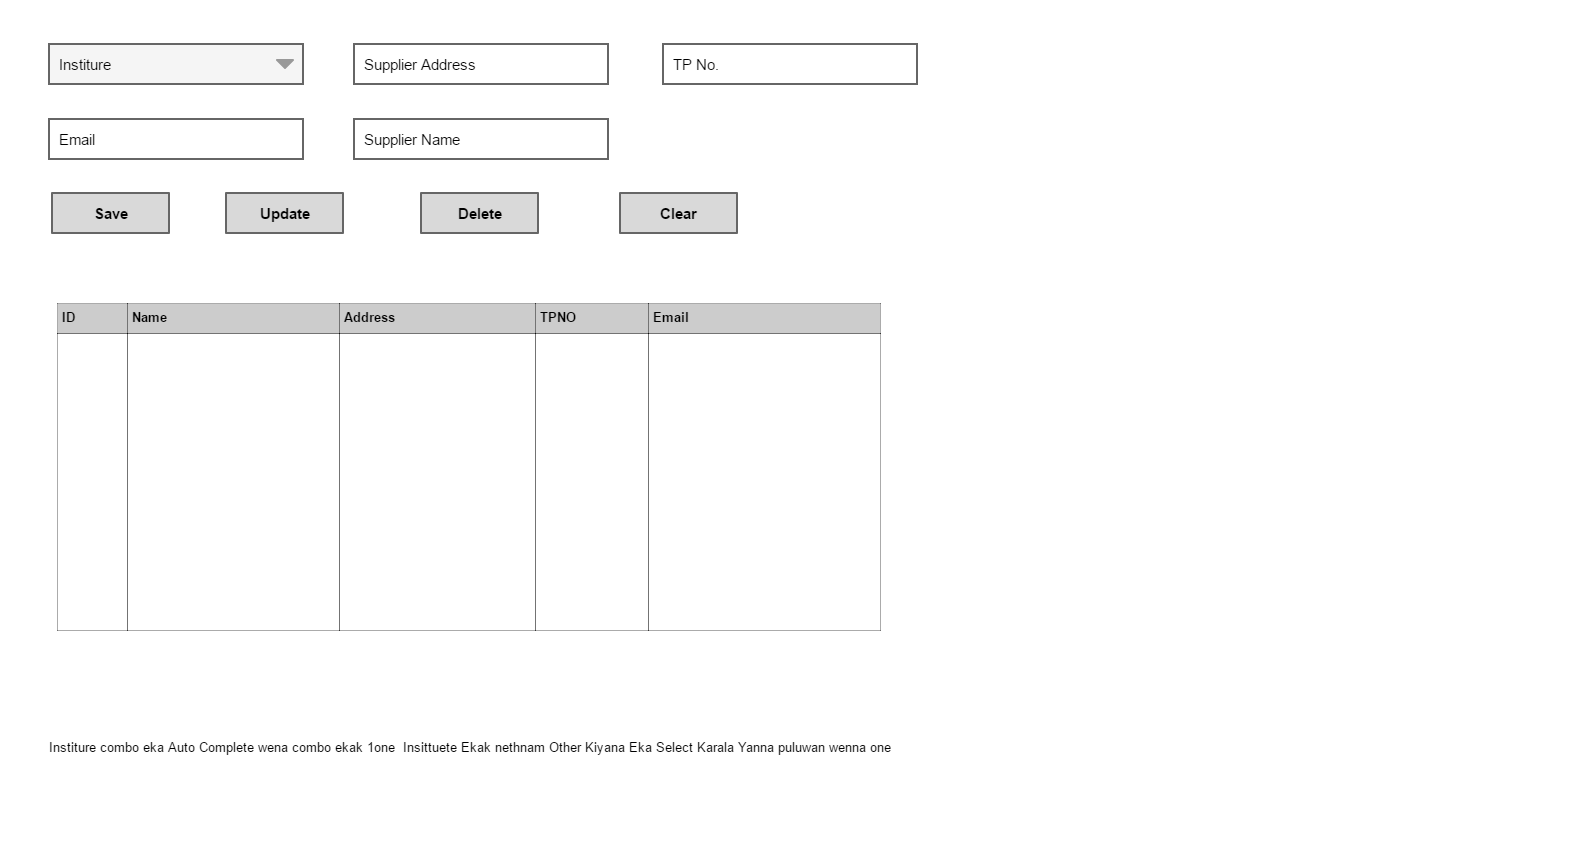 Institure
Supplier Address
TP No.
Email
Supplier Name
Save
Update
Delete
Clear
ID
Name
Address
TPNO
Email
Institure combo eka Auto Complete wena combo ekak 1one  Insittuete Ekak nethnam Other Kiyana Eka Select Karala Yanna puluwan wenna one